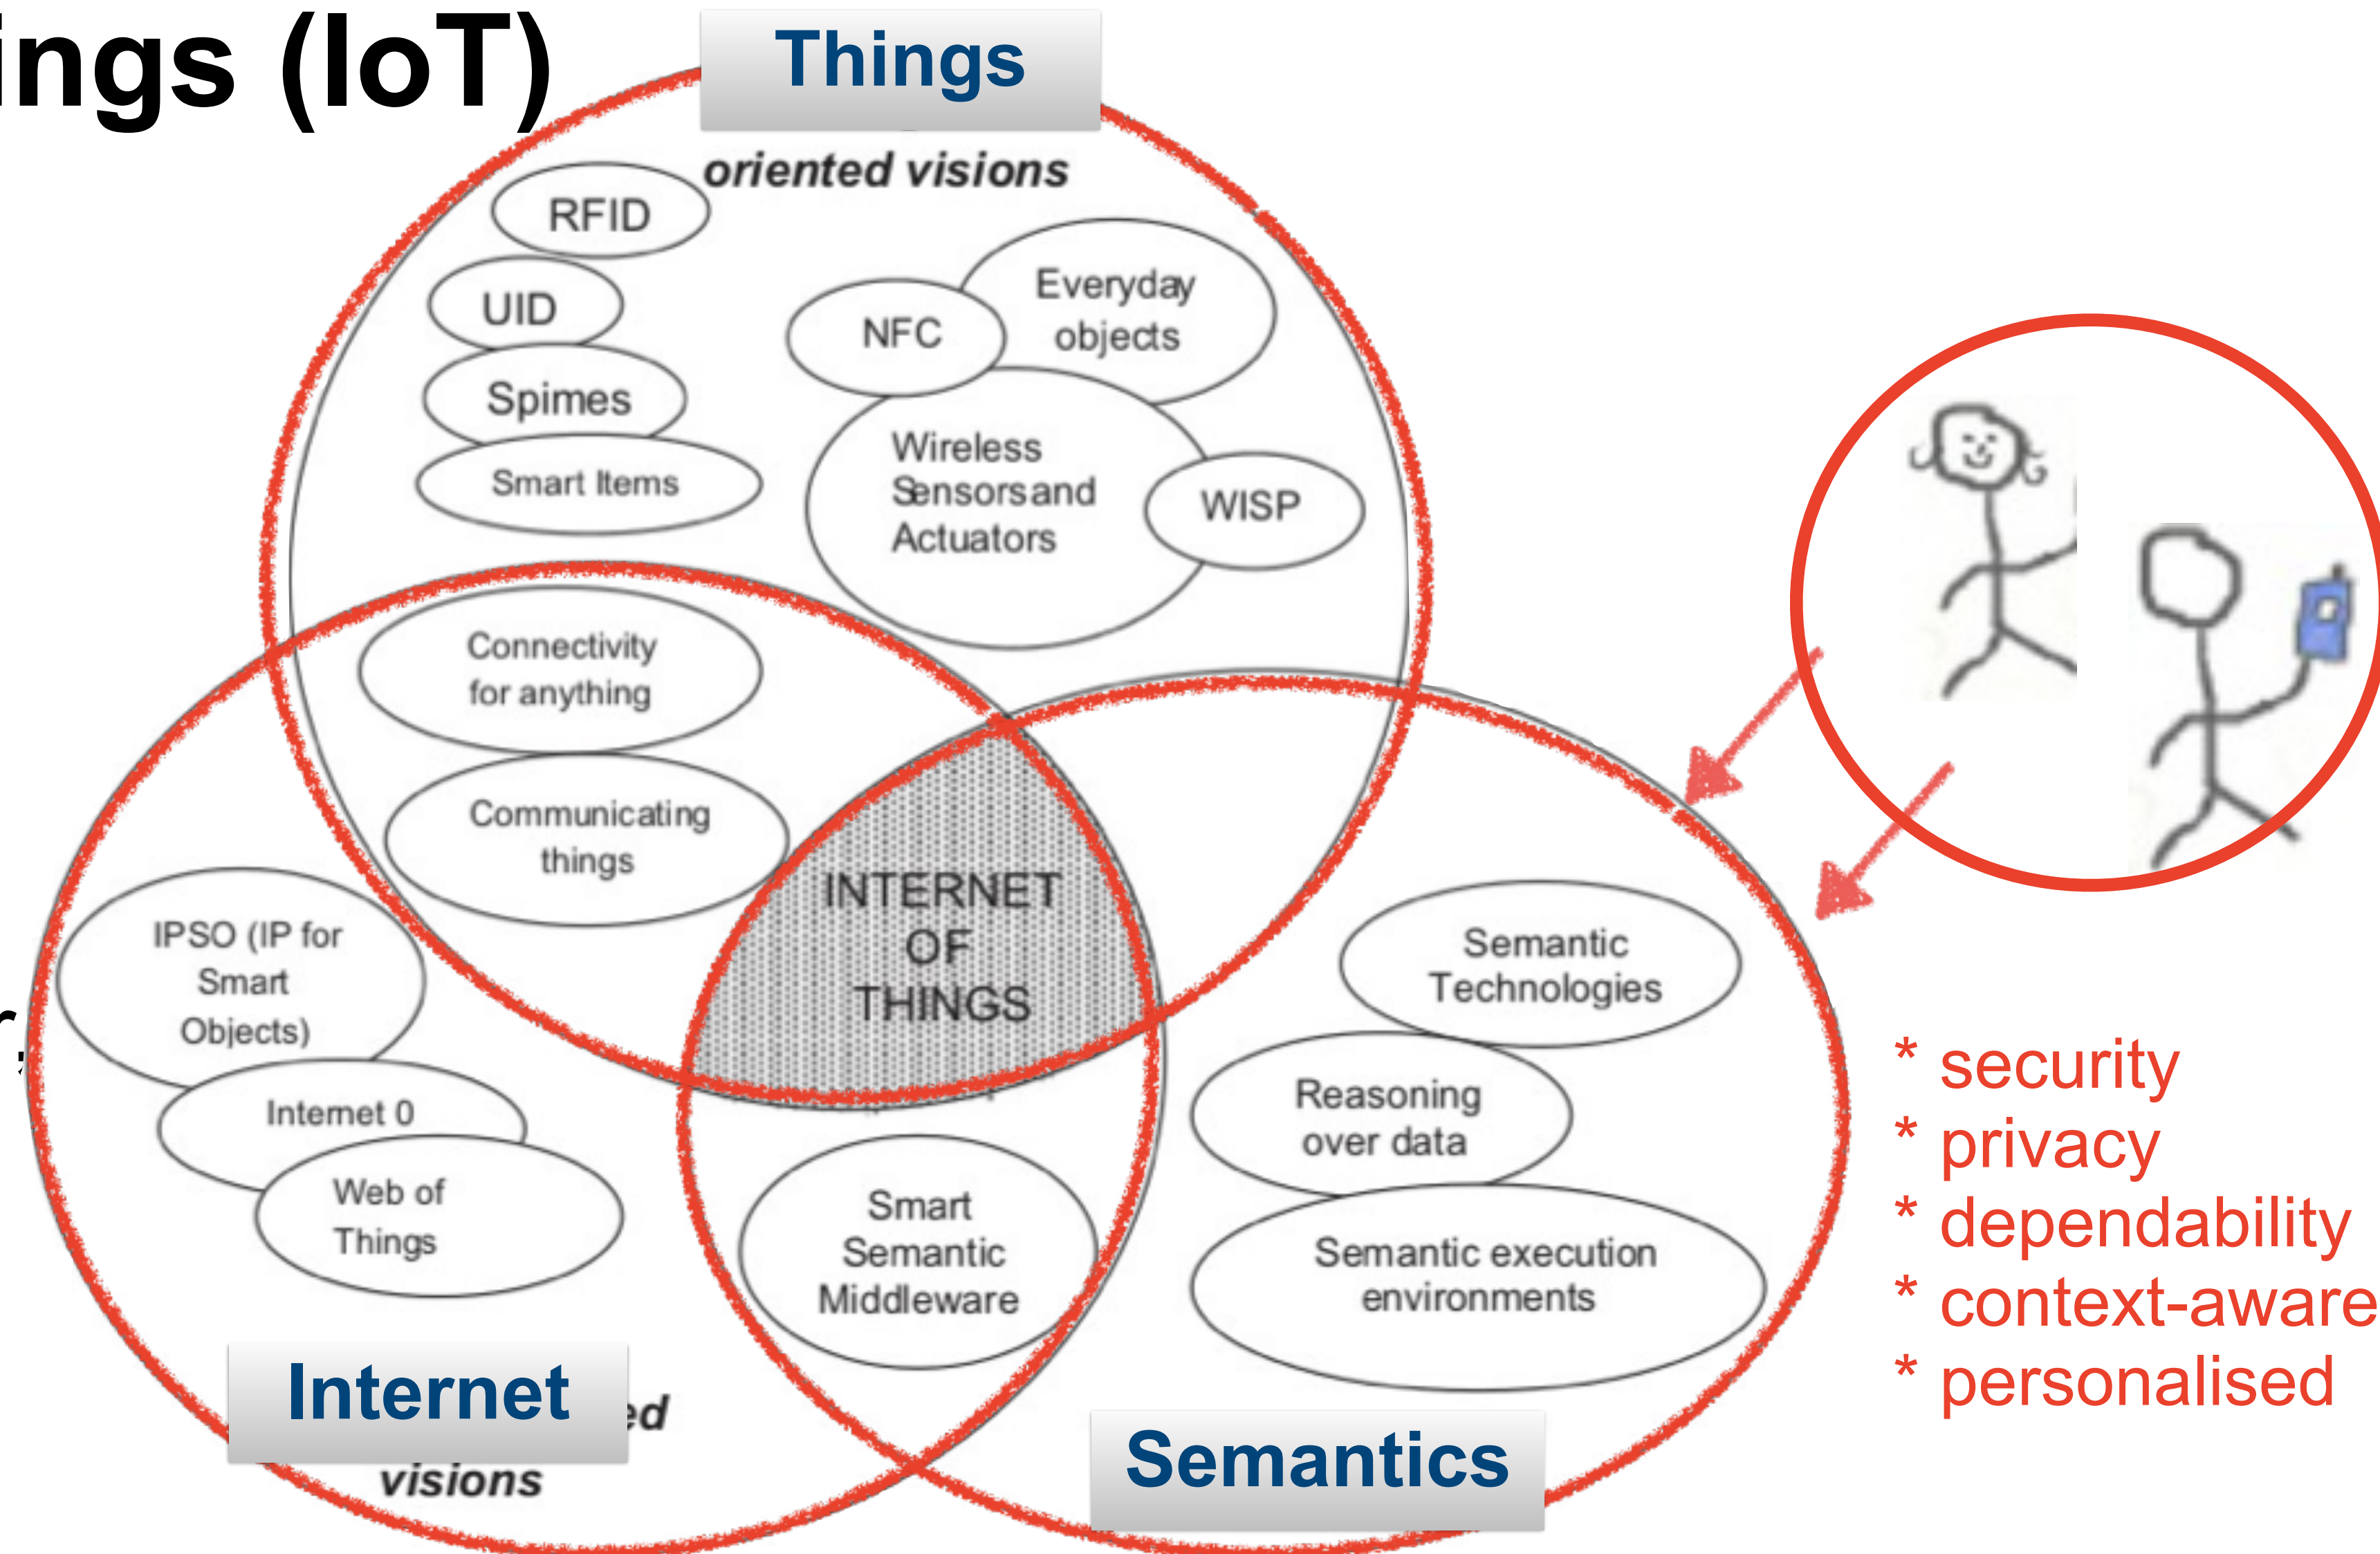 ings (IoT)
Things
oriented visions
RFID
UID
Spimes
Smart Items
NFC
Everyday
objects
Wireless
Sensors and
Actuators
WISP
Connectivity
for anything
Communicating
things
INTERNET
OF
THINGS
IPSO (IP for
Smart
Objects)
Internet 0
Web of
Things
Smart
Semantic
Middleware
Semantic
Technologies
Reasoning
over data
Semantic execution
environments
Internet
ed
visions
Semantics
* security
* privacy
* dependability
* context-aware
* personalised